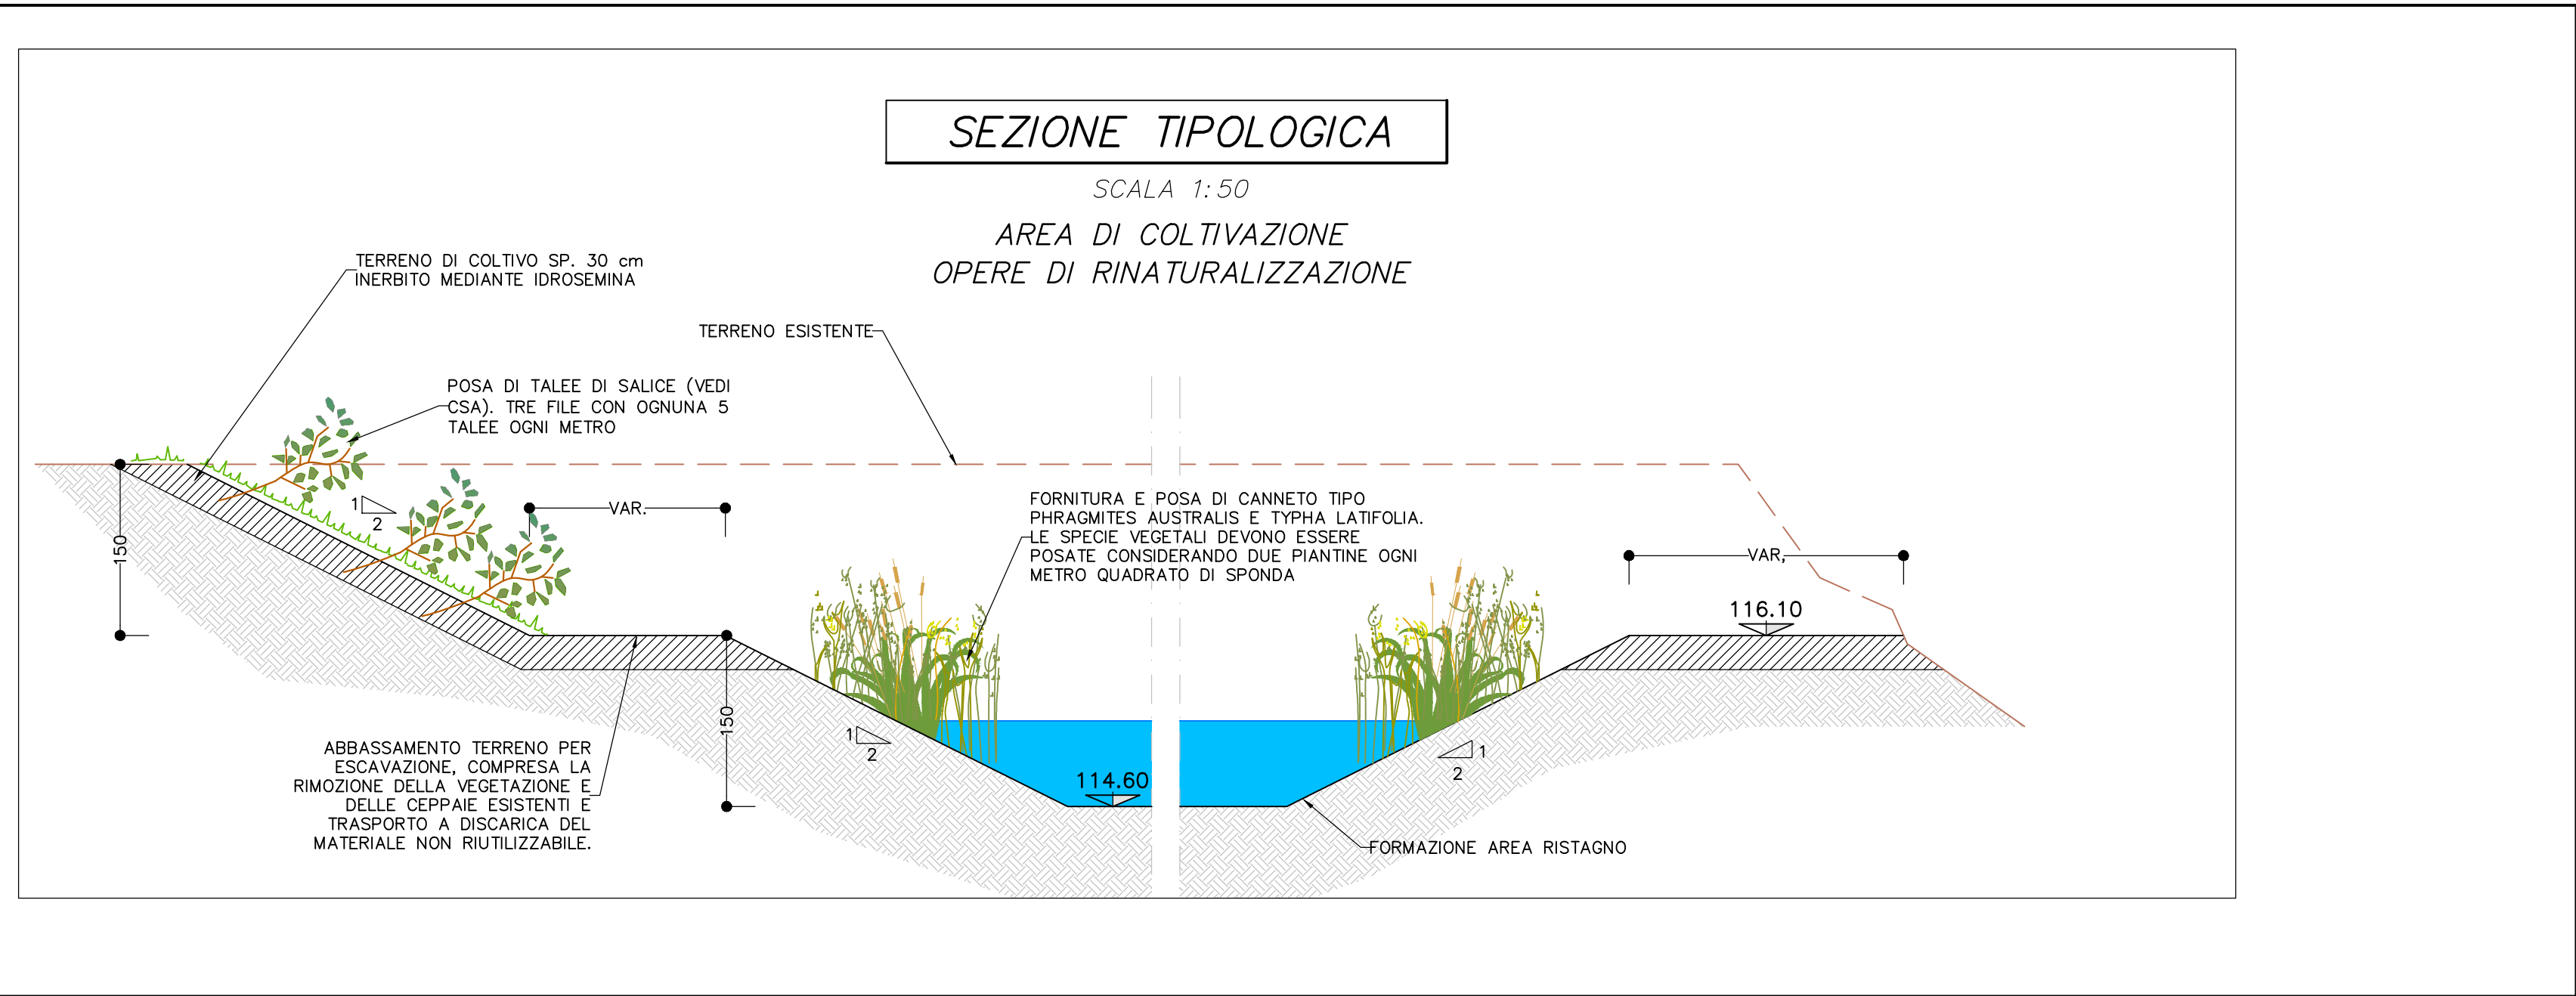 SEZIONE TIPOLOGICA
SCALA 1:50
AREA DI COLTIVAZIONE
OPERE DI RINATURALIZZAZIONE
TERRENO DI COLTIVO SP. 30 cm
INERBITO MEDIANTE IDROSEMINA
TERRENO ESISTENTE
POSA DI TALEE DI SALICE (VEDI
CSA). TRE FILE CON OGNUNA 5
TALEE OGNI METRO
1
2
VAR.
150
FORNITURA E POSA DI CANNETO TIPO
PHRAGMITES AUSTRALIS E TYPHA LATIFOLIA.
LE SPECIE VEGETALI DEVONO ESSERE
POSATE CONSIDERANDO DUE PIANTINE OGNI
METRO QUADRATO DI SPONDA
VAR,
116.10
150
1
2
1
2
114.60
ABBASSAMENTO TERRENO PER
ESCAVAZIONE, COMPRESA LA
RIMOZIONE DELLA VEGETAZIONE E
DELLE CEPPAIE ESISTENTI E
TRASPORTO A DISCARICA DEL
MATERIALE NON RIUTILIZZABILE.
FORMAZIONE AREA RISTAGNO